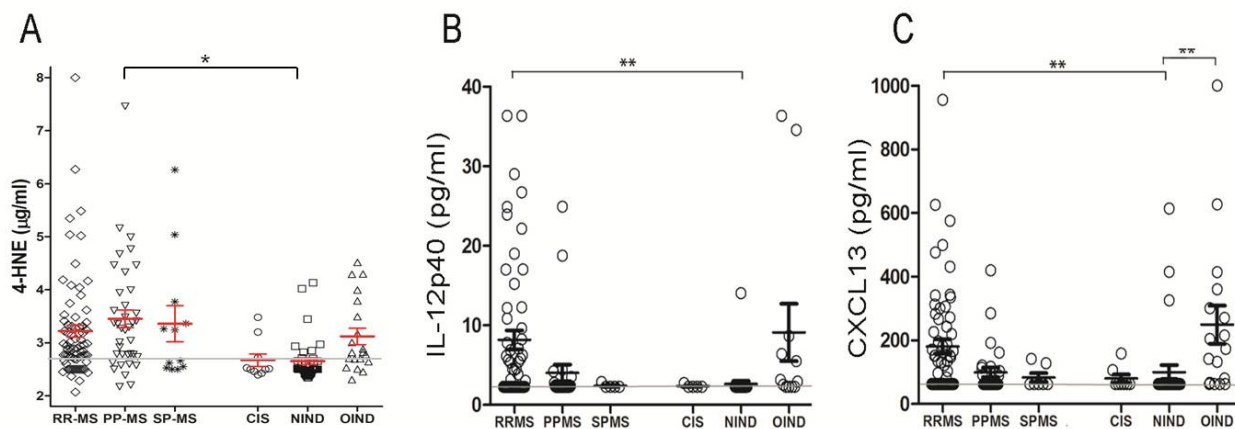 A
B
C
*
**
**
**
4-HNE (µg/ml)
8
7
6
5
4
3
2
RR-MS PP-MS SP-MS CIS NIND OIND
IL-12p40 (pg/ml)
40
30
20
10
0
RRMS PPMS SPMS CIS NIND OIND
CXCL13 (pg/ml)
1000
800
600
400
200
0
RRMS PPMS SPMS CIS NIND OIND